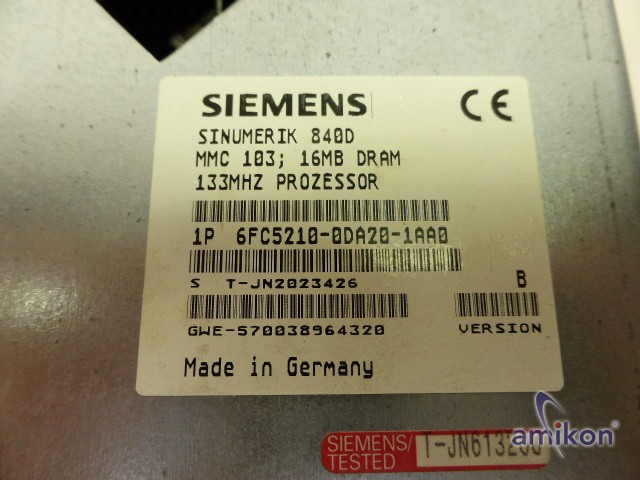 SIEMENS CE
SINUMERIK 840D
MMC 103; 16MB DRAM
133MHZ PROZESSOR
1P 6FC5210-0DA20-1AA0
S T-JN2023426 B
GWE-570038964320 VERSION
Made in Germany
SIEMENS/
TESTED
amikon